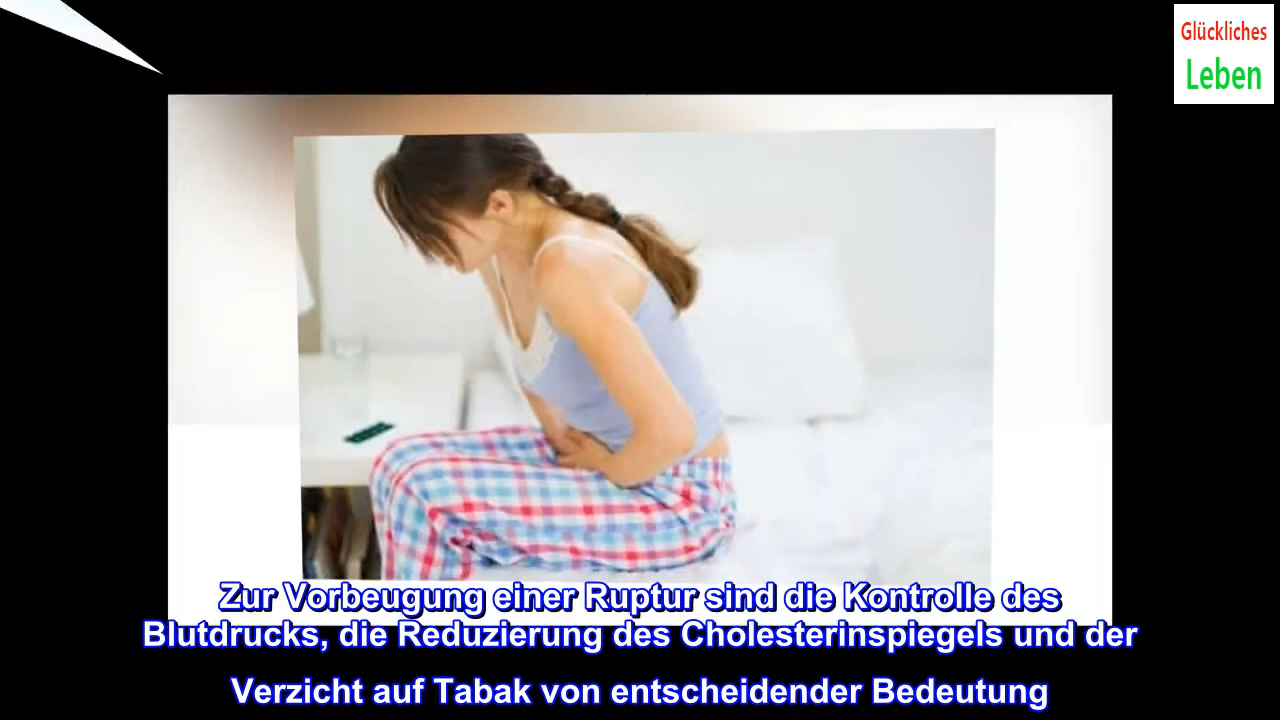 Glückliches
Leben
Zur Vorbeugung einer Ruptur sind die Kontrolle des
Blutdrucks, die Reduzierung des Cholesterinspiegels und der
Verzicht auf Tabak von entscheidender Bedeutung